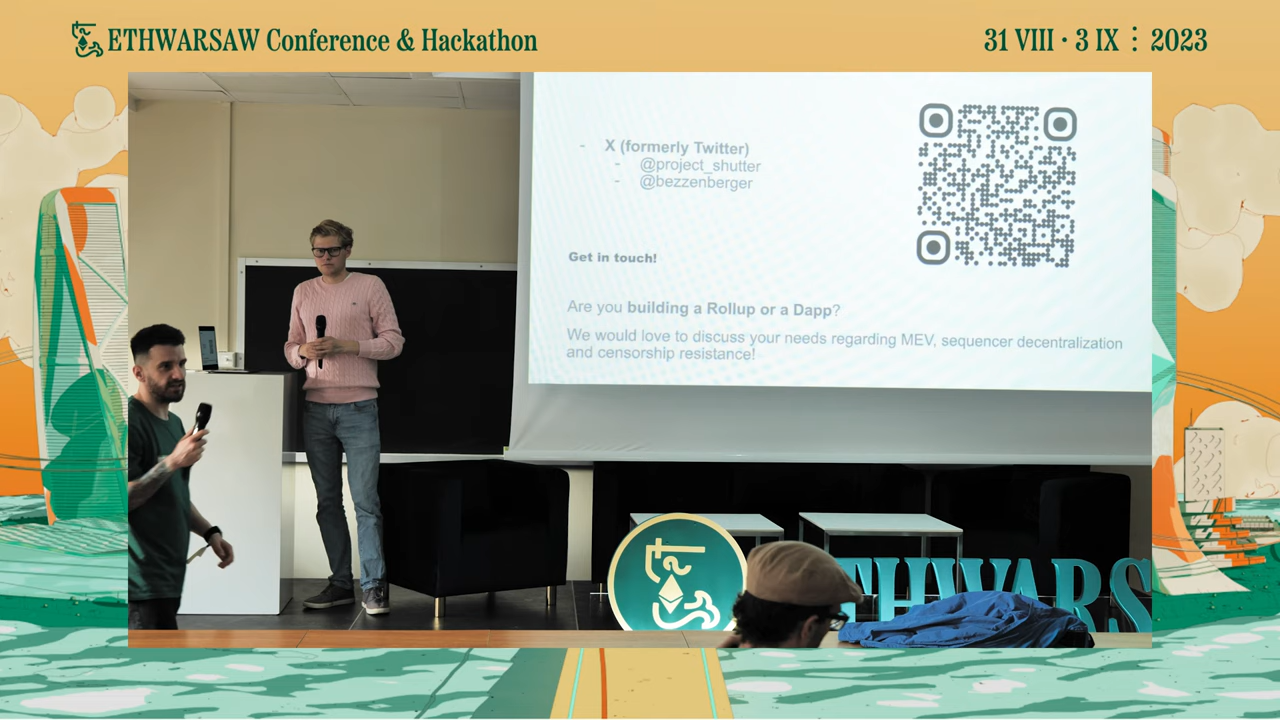 ETHWARSAW Conference & Hackathon
31 VIII · 3 IX ⋮ 2023
- X (formerly Twitter)
- @project_shutter
- @bezzenberger
Get in touch!
Are you building a Rollup or a Dapp?
We would love to discuss your needs regarding MEV, sequencer decentralization
and censorship resistance!
THWARS